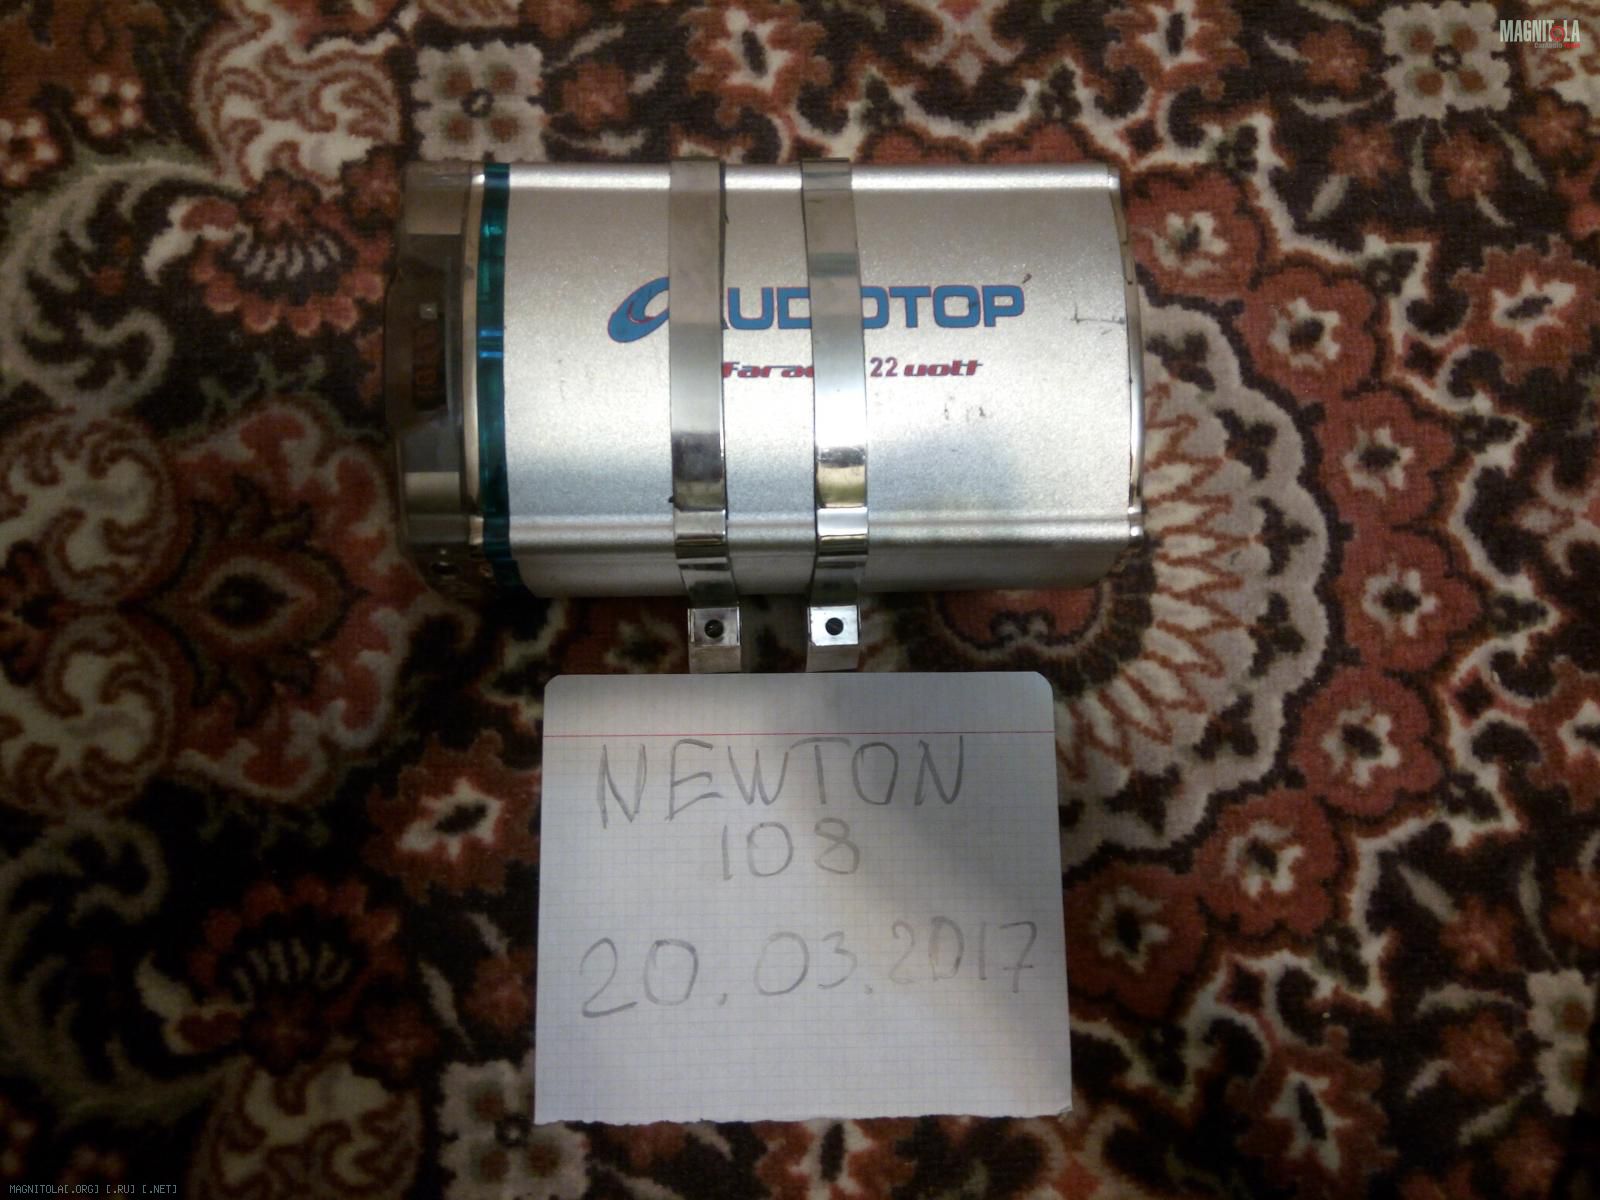 MAGNITOLA
AUDIOTOP
22 volt
NEWTON
108
20.03.2017
MAGNITOLA[.ORG] [.RU] [.NET]